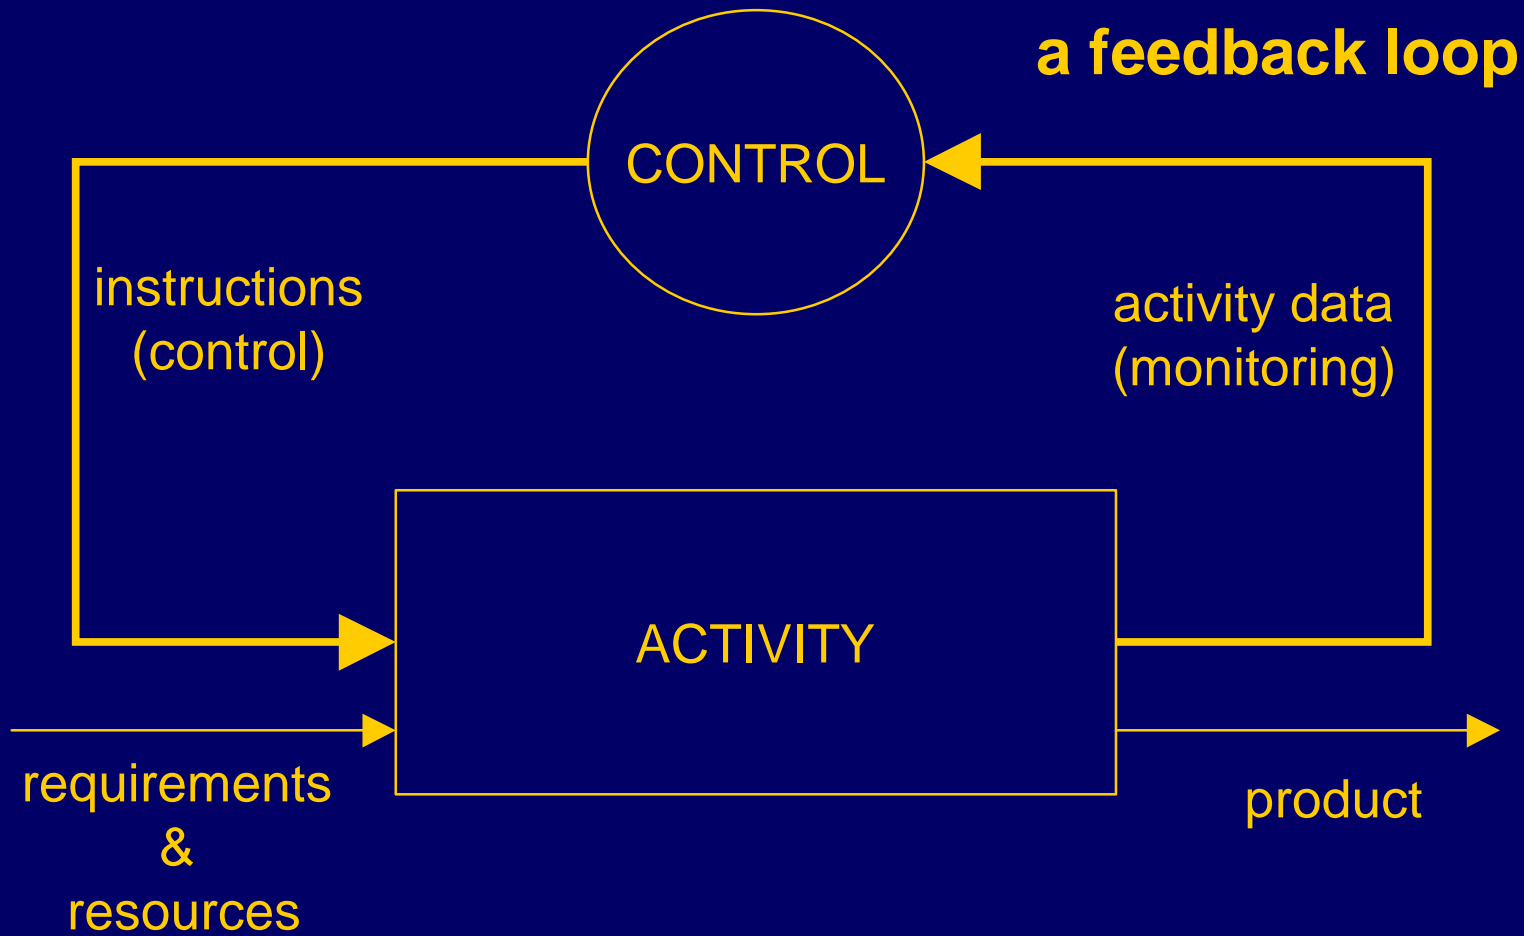 a feedback loop
CONTROL
instructions
(control)
activity data
(monitoring)
ACTIVITY
requirements
&
resources
product